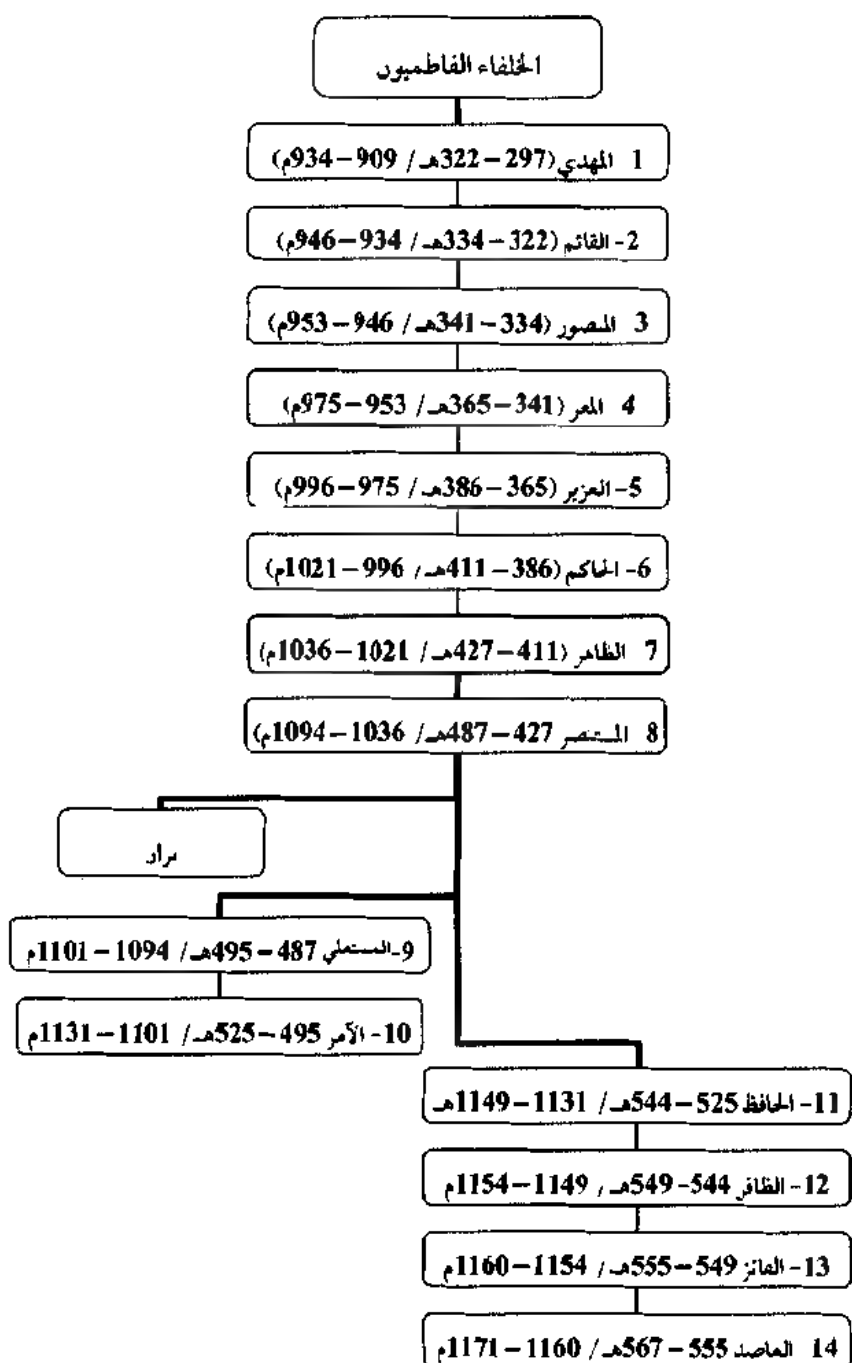 الخلفاء الفاطميون
1 المهدي (297–322هـ / 909–934م)
2- القائم (322–334هـ / 934–946م)
3 المنصور (334–341هـ / 946–953م)
4 المعر (341–365هـ / 953–975م)
5- العزير (365–386هـ / 975–996م)
6- الحاكم (386–411هـ / 996–1021م)
7 الظاهر (411–427هـ / 1021–1036م)
8 المستنصر 427–487هـ / 1036–1094م)
برار
9-المستعلي 487–495هـ / 1094–1101م
10- الآمر 495–525هـ / 1101–1131م
11- الحافظ 525–544هـ / 1131–1149هـ
12- الظافر 544-549هـ / 1149–1154م
13- الفائز 549–555هـ / 1154–1160م
14 العاصد 555–567هـ / 1160–1171م